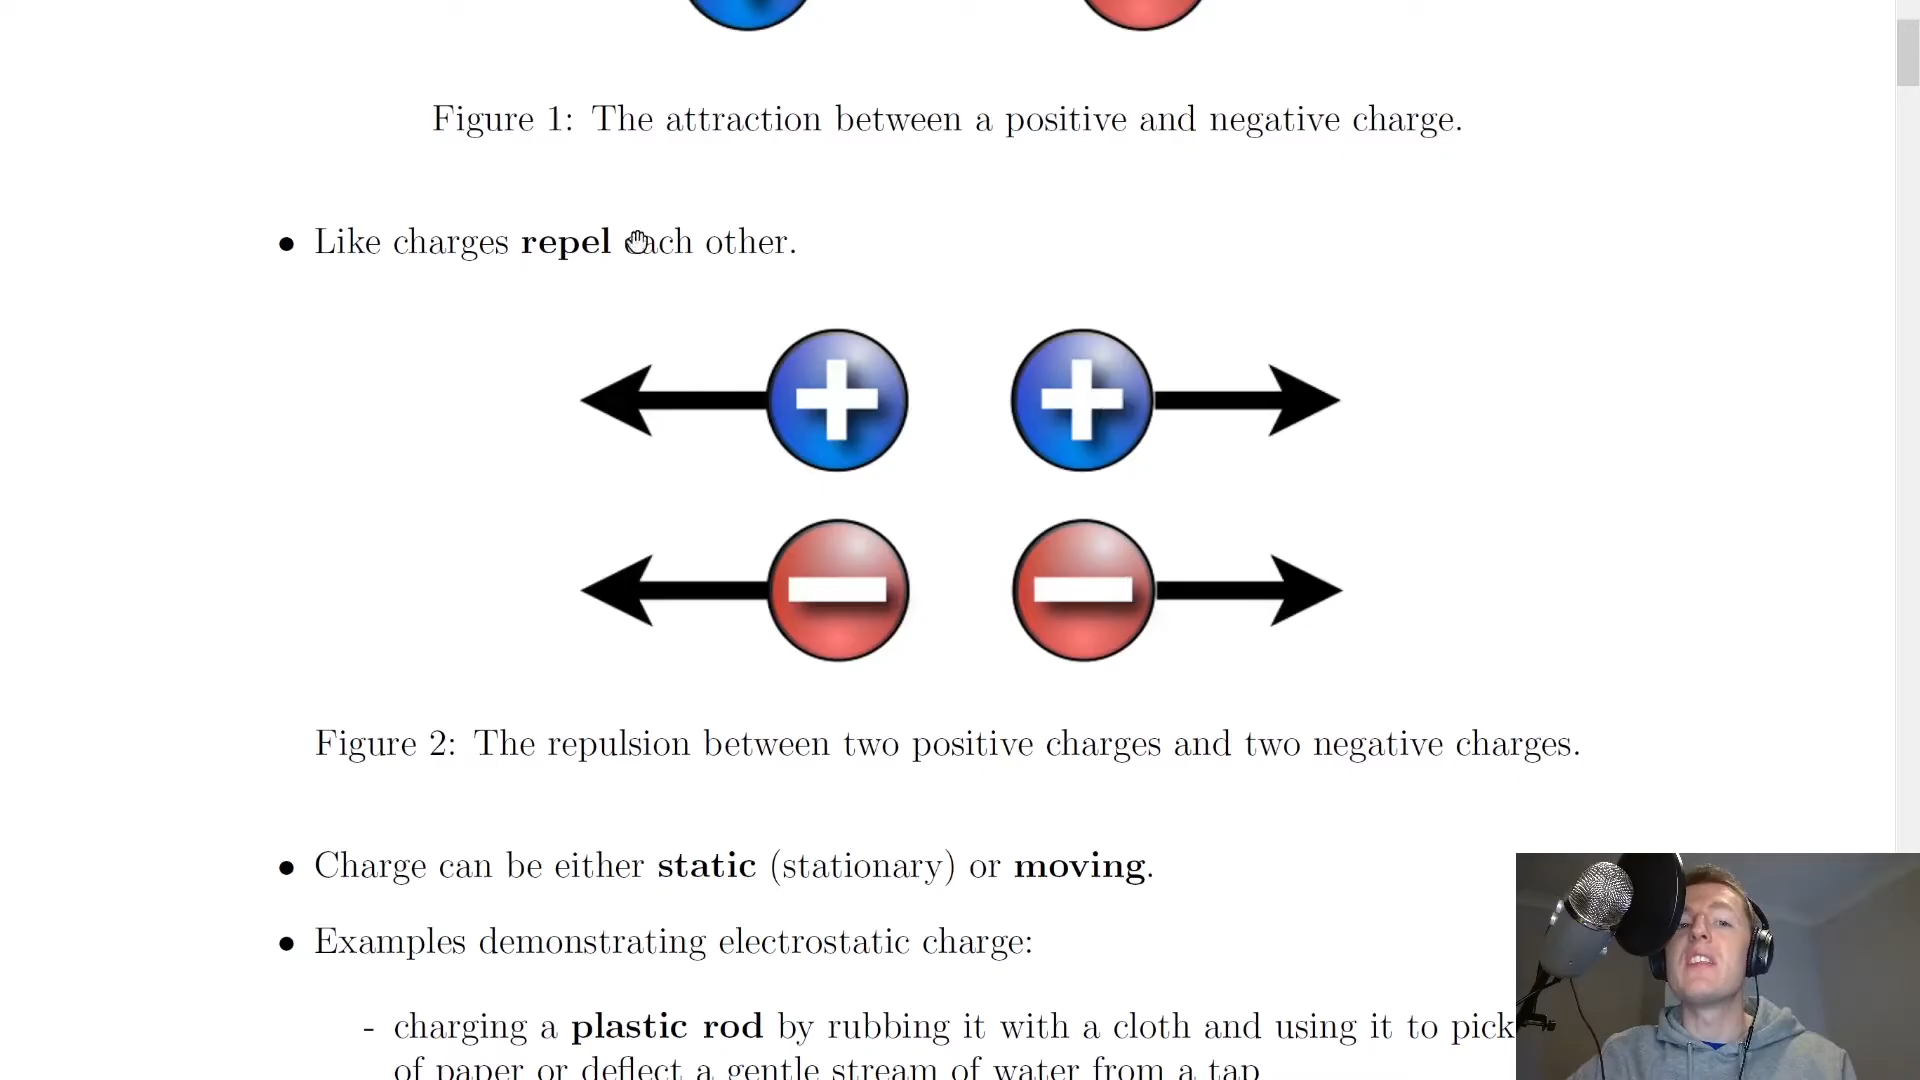 Figure 1: The attraction between a positive and negative charge.
• Like charges repel each other.
+ +
− −
Figure 2: The repulsion between two positive charges and two negative charges.
• Charge can be either static (stationary) or moving.
• Examples demonstrating electrostatic charge:
- charging a plastic rod by rubbing it with a cloth and using it to pick
of paper or deflect a gentle stream of water from a tap